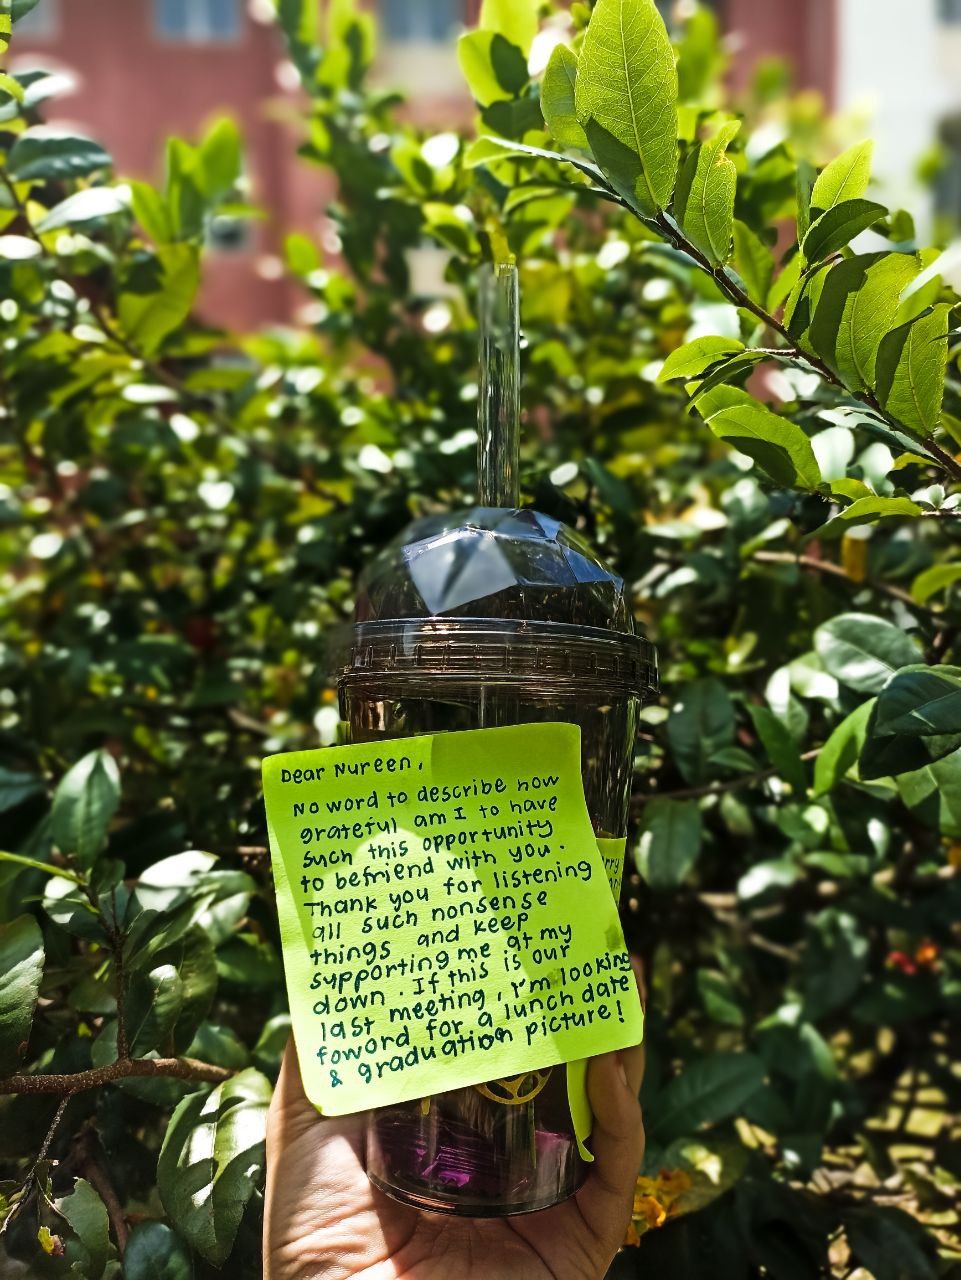 Dear Nureen,
No word to describe how
grateful am I to have
such this opportunity
to befriend with you.
Thank you for listening
all such nonsense
things and keep
supporting me at my
down. If this is our
last meeting, I'm looking
foword for a lunch date
& graduation picture!